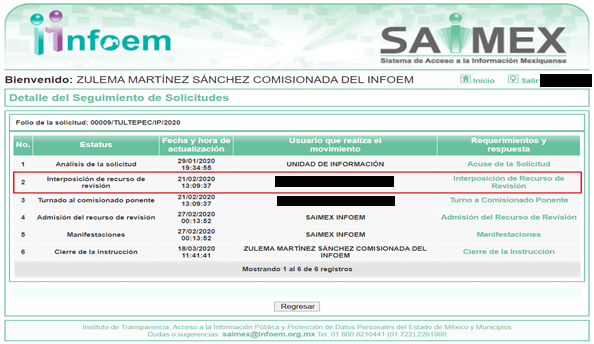 infoem
SAIMEX
Sistema de Acceso a la Información Mexiquense
Bienvenido: ZULEMA MARTÍNEZ SÁNCHEZ COMISIONADA DEL INFOEM
Inicio
Salir
Detalle del Seguimiento de Solicitudes
Folio de la solicitud: 00009/TULTEPEC/IP/2020
No. Estatus Fecha y hora de actualización Usuario que realiza el movimiento Requerimientos y respuesta
1 Análisis de la solicitud 29/01/2020 19:34:55 UNIDAD DE INFORMACIÓN Acuse de la Solicitud
2 Interposición de recurso de revisión 21/02/2020 13:09:37 Interposición de Recurso de Revisión
3 Turnado al comisionado ponente 21/02/2020 13:09:37 Turno a Comisionado Ponente
4 Admisión del recurso de revisión 27/02/2020 00:13:52 SAIMEX INFOEM Admisión del Recurso de Revisión
5 Manifestaciones 27/02/2020 00:13:52 SAIMEX INFOEM Manifestaciones
6 Cierre de la instrucción 18/03/2020 11:41:41 ZULEMA MARTÍNEZ SÁNCHEZ COMISIONADA DEL INFOEM Cierre de la Instrucción
Mostrando 1 al 6 de 6 registros
Regresar
Instituto de Transparencia, Acceso a la Información Pública y Protección de Datos Personales del Estado de México y Municipios
Dudas o sugerencias: saimex@infoem.org.mx Tel. 01 800 8210441 (01 722) 2261980